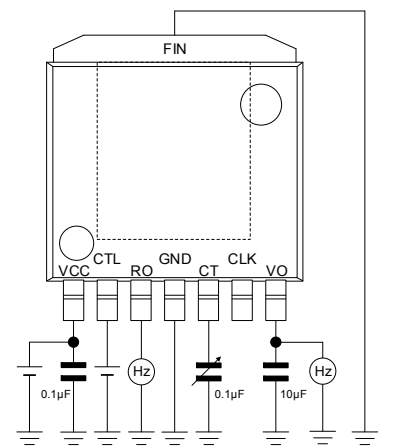 FIN
VCC
CTL
RO
GND
CT
CLK
VO
Hz
Hz
0.1µF
0.1µF
10µF